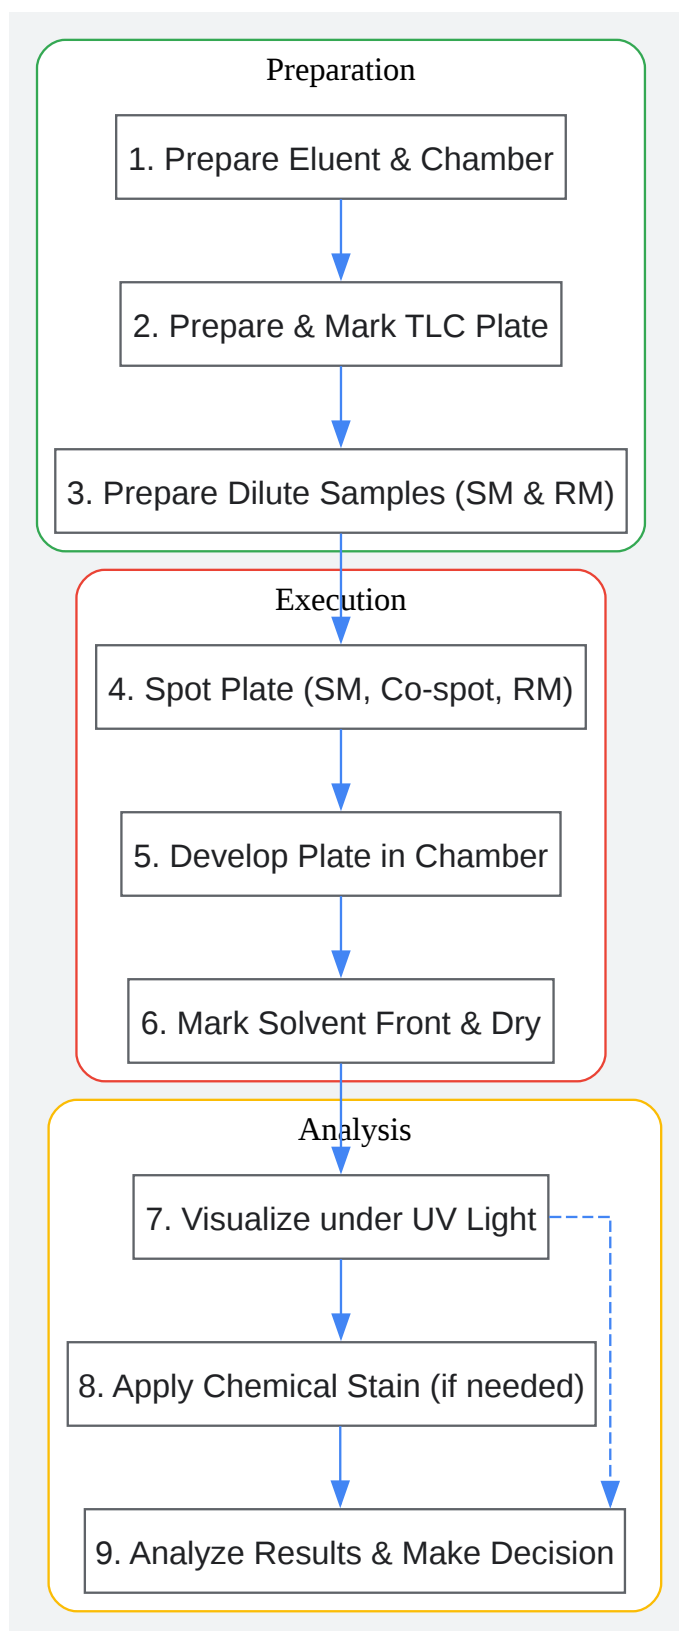 Preparation
1. Prepare Eluent & Chamber
2. Prepare & Mark TLC Plate
3. Prepare Dilute Samples (SM & RM)
Execution
4. Spot Plate (SM, Co-spot, RM)
5. Develop Plate in Chamber
6. Mark Solvent Front & Dry
Analysis
7. Visualize under UV Light
8. Apply Chemical Stain (if needed)
9. Analyze Results & Make Decision